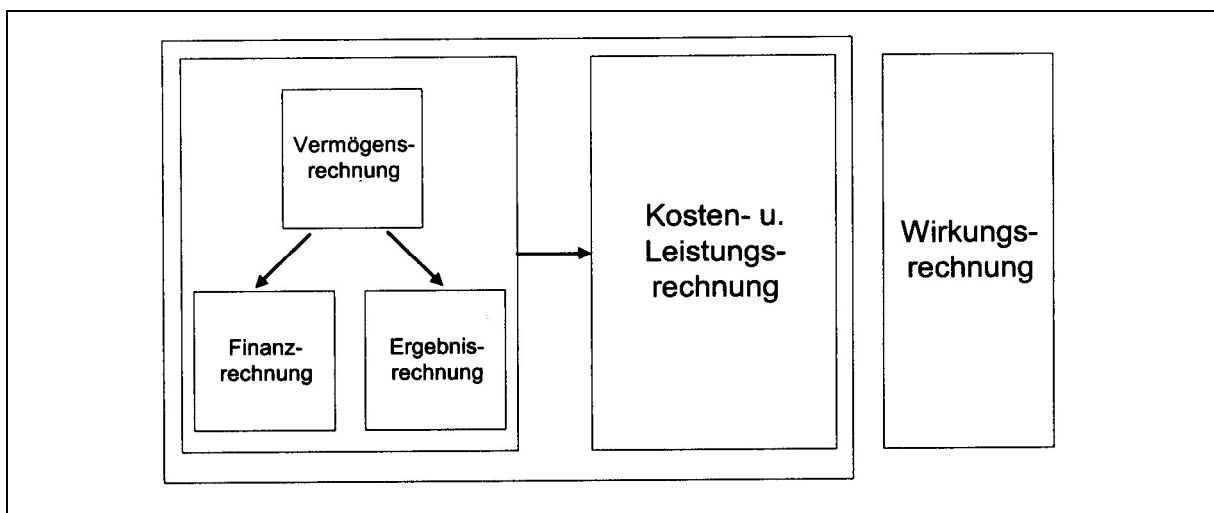 Vermögens-
rechnung
Finanz-
rechnung
Ergebnis-
rechnung
Kosten- u.
Leistungs-
rechnung
Wirkungs-
rechnung